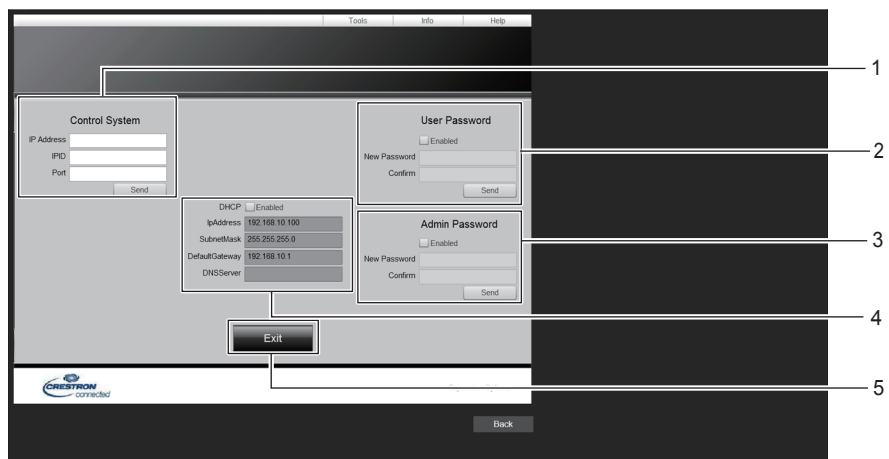 Tools Info Help
1
Control System
IP Address
IPID
Port
Send
User Password
Enabled
New Password
Confirm
Send
2
DHCP Enabled
IpAddress 192.168.10.100
SubnetMask 255.255.255.0
DefaultGateway 192.168.10.1
DNSServer
Admin Password
Enabled
New Password
Confirm
Send
3
4
Exit
5
CRESTRON
connected
Back